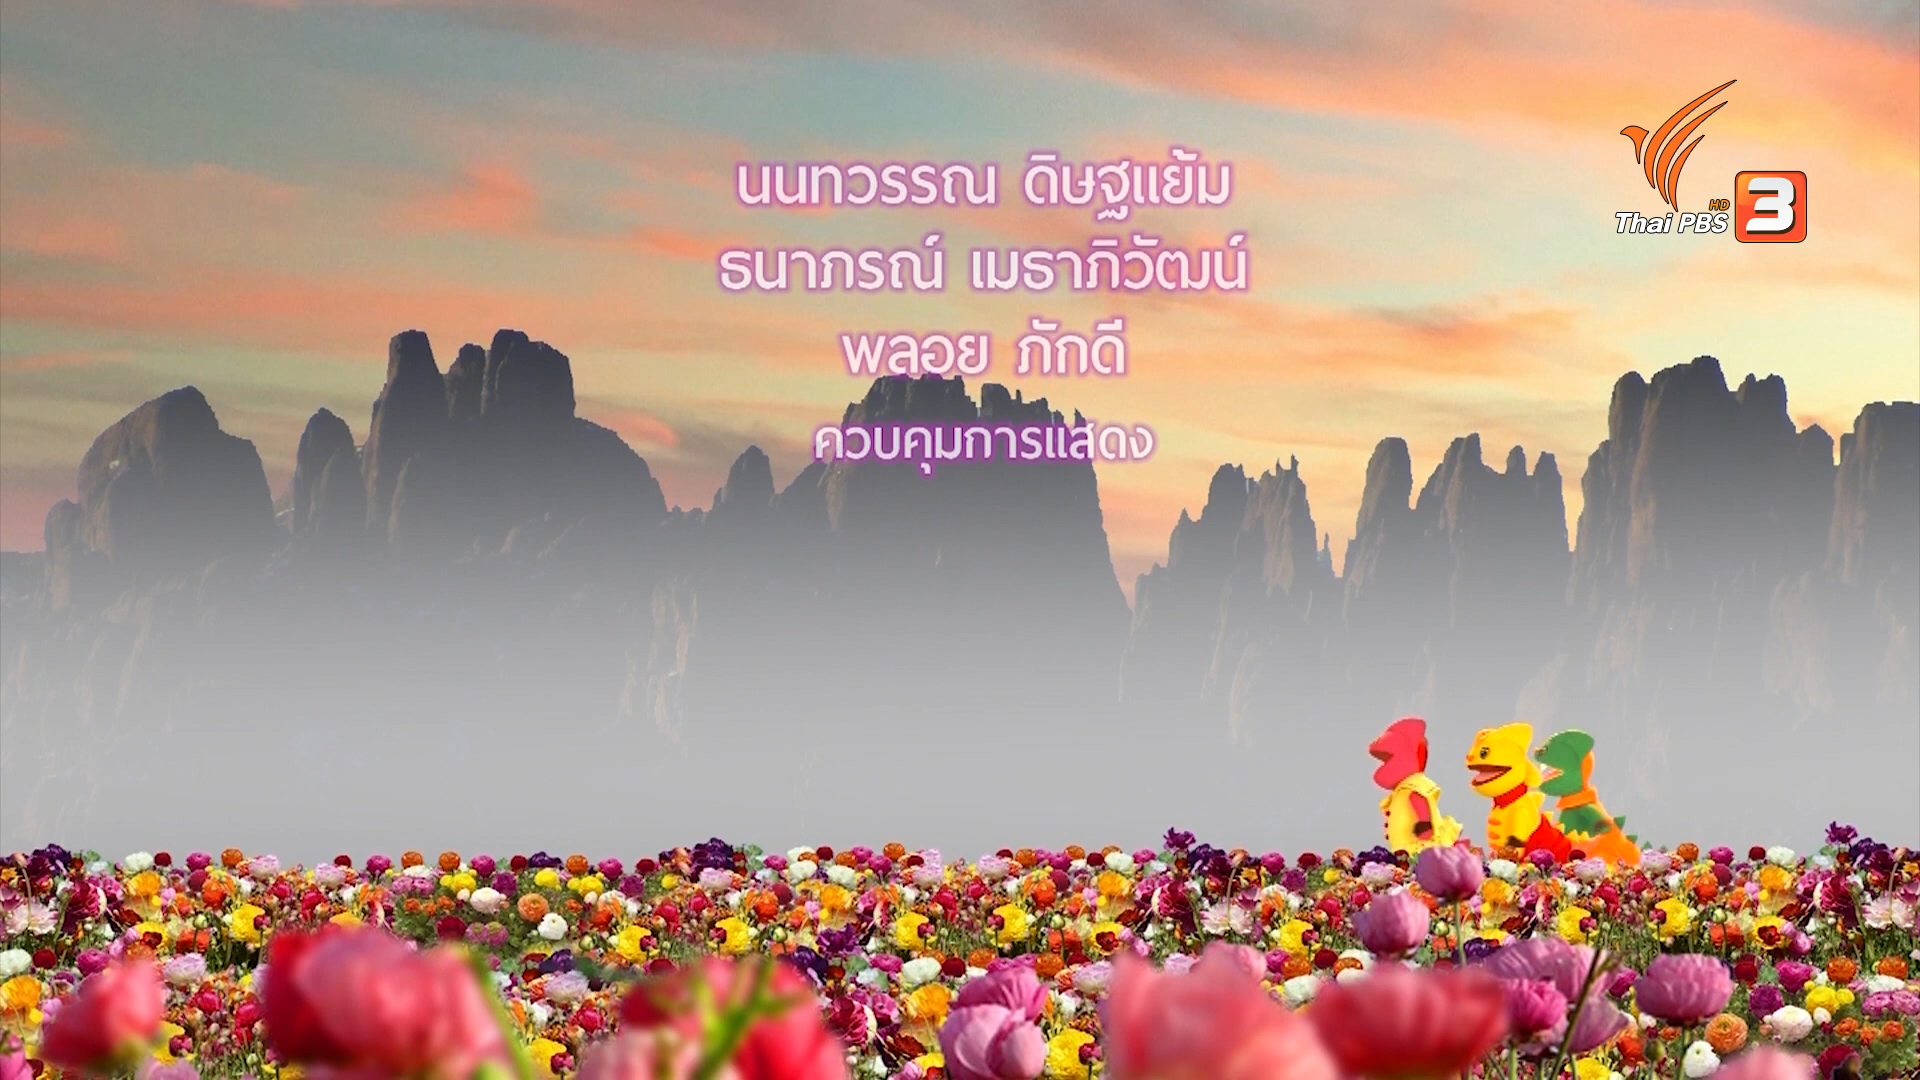 นนทวรรณ ดิษฐแย้ม
ธนาภรณ์ เมธาภิวัฒน์
พลอย ภักดี
ควบคุมการแสดง
HD
Thai PBS 3